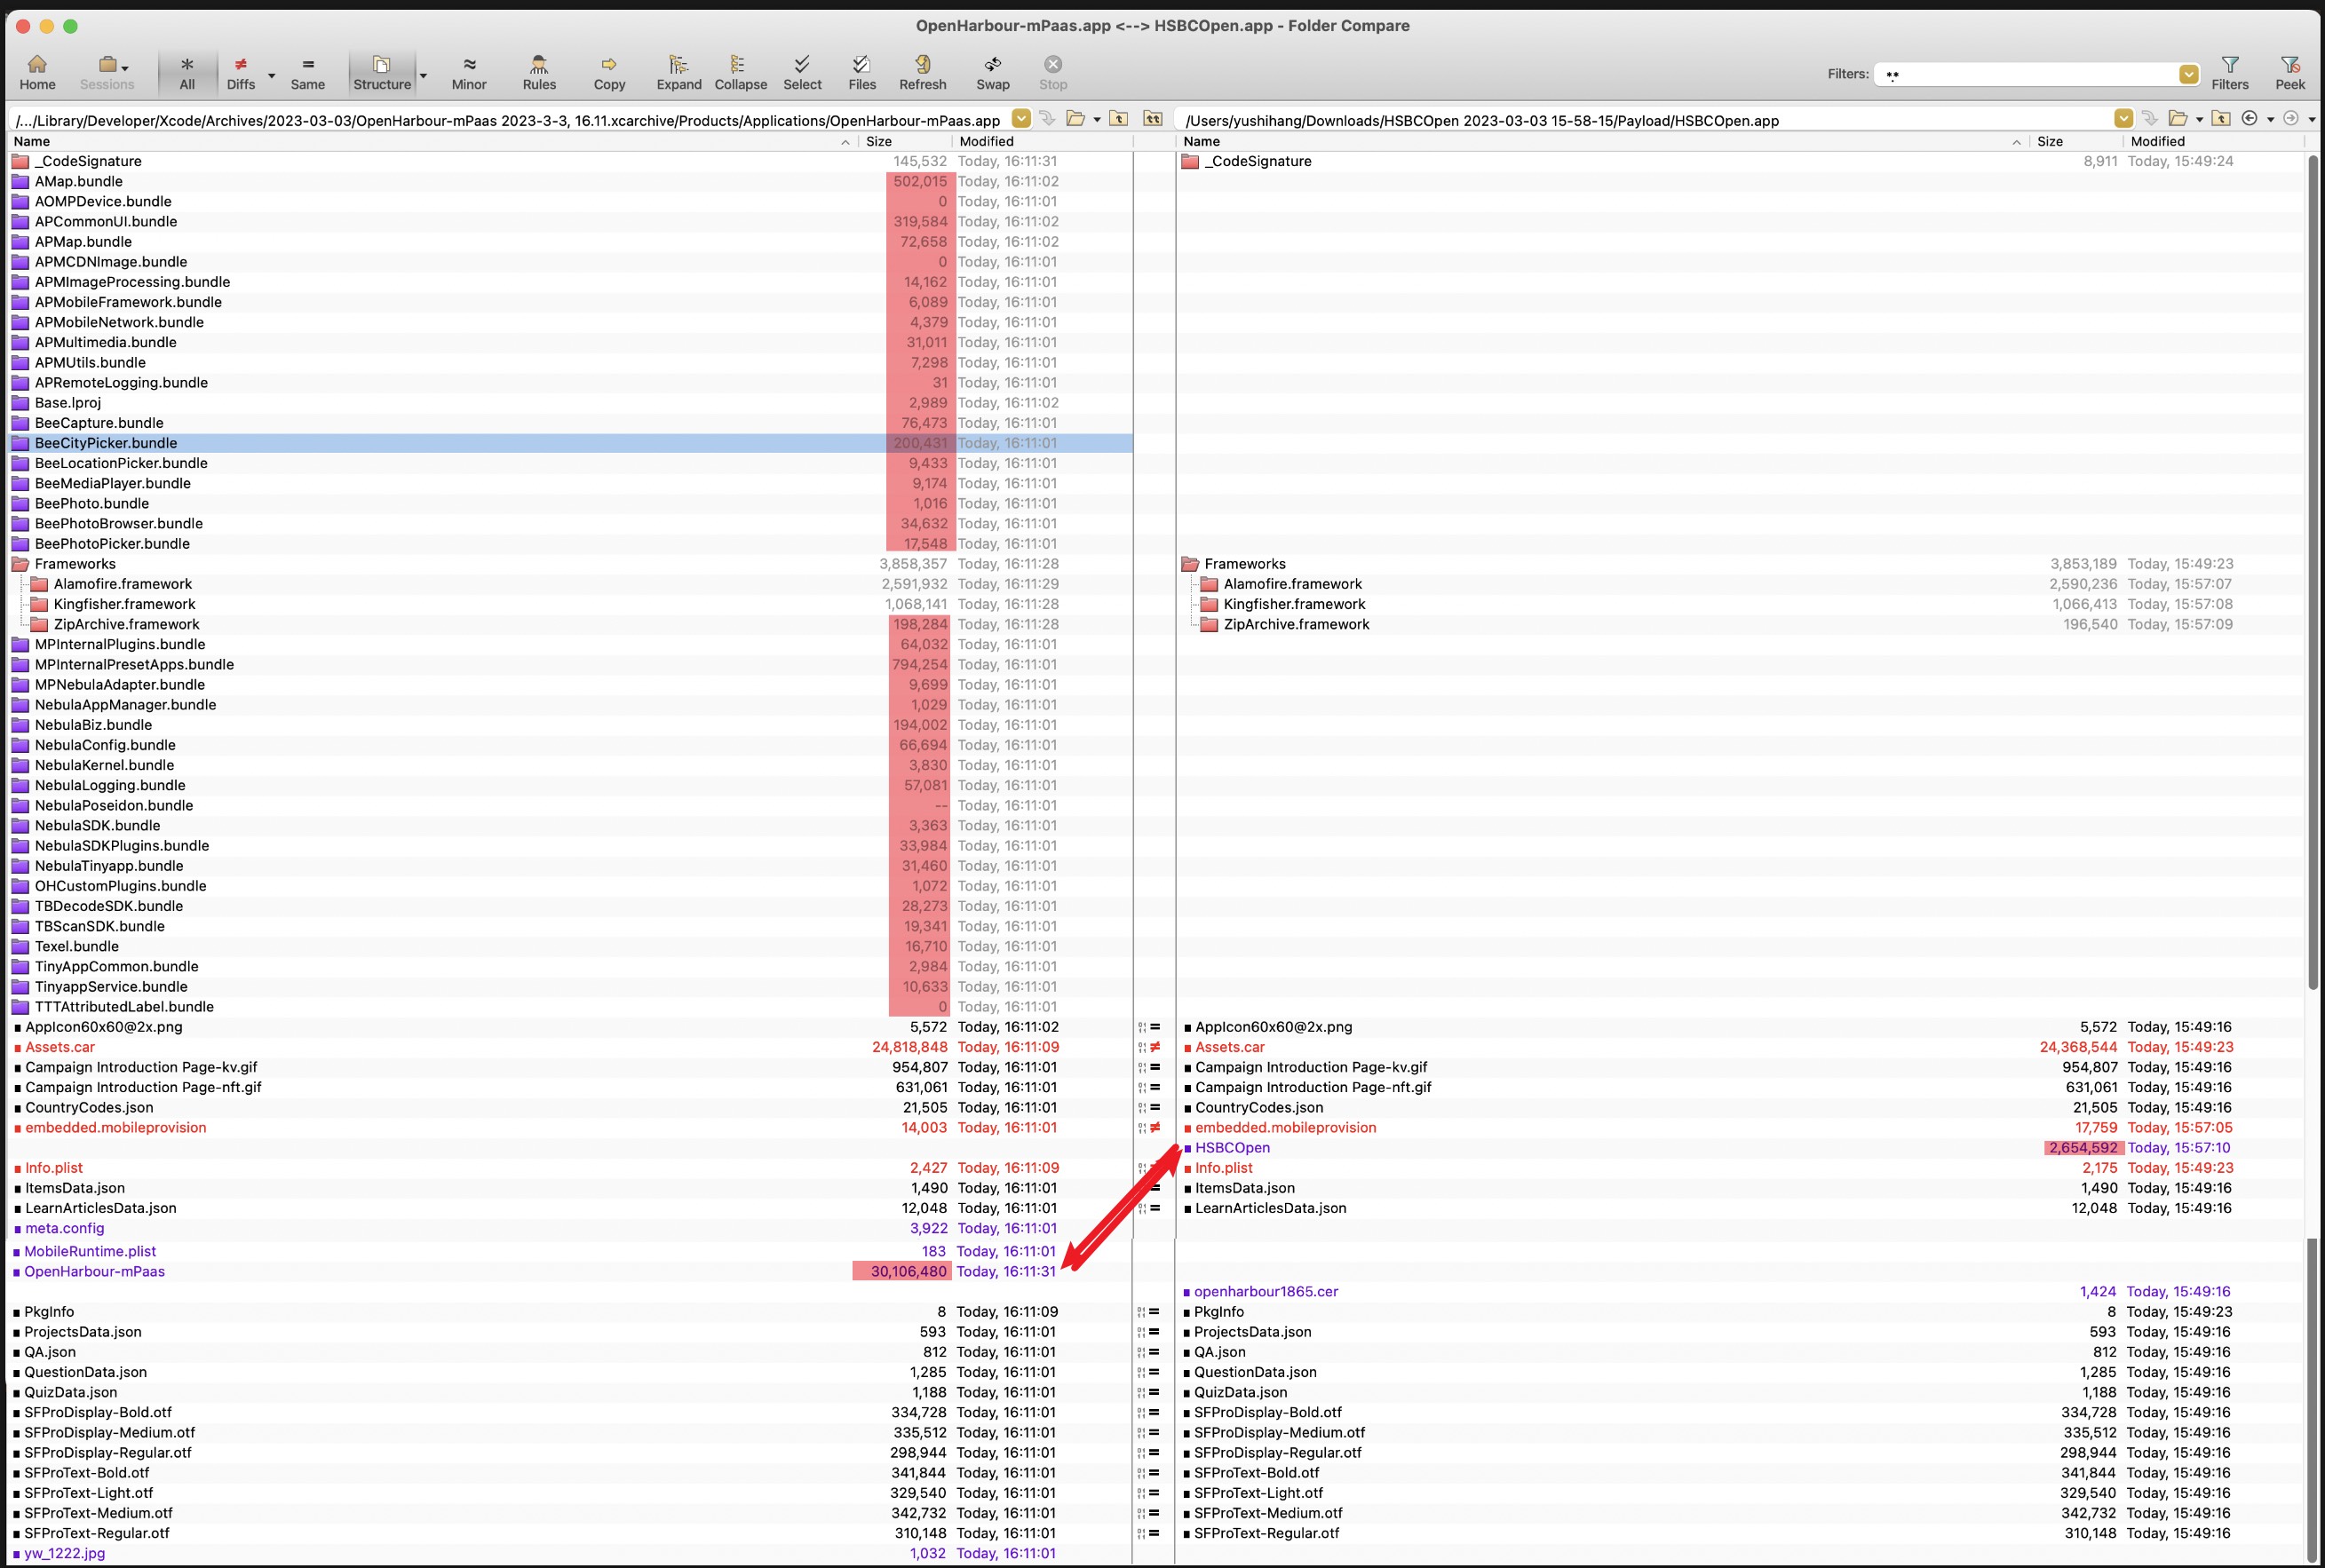 OpenHarbour-mPaas.app <--> HSBCOpen.app - Folder Compare
Home Sessions All Diffs Same Structure Minor Rules Copy Expand Collapse Select Files Refresh Swap Stop Filters: *.* Filters Peek
/.../Library/Developer/Xcode/Archives/2023-03-03/OpenHarbour-mPaas 2023-3-3, 16.11.xcarchive/Products/Applications/OpenHarbour-mPaas.app /Users/yushihang/Downloads/HSBCOpen 2023-03-03 15-58-15/Payload/HSBCOpen.app
Name Size Modified Name Size Modified
_CodeSignature 145,532 Today, 16:11:31 _CodeSignature 8,911 Today, 15:49:24
AMap.bundle 502,015 Today, 16:11:02
AOMPDevice.bundle 0 Today, 16:11:01
APCommonUI.bundle 319,584 Today, 16:11:02
APMap.bundle 72,658 Today, 16:11:02
APMCDNImage.bundle 0 Today, 16:11:01
APMImageProcessing.bundle 14,162 Today, 16:11:01
APMobileFramework.bundle 6,089 Today, 16:11:01
APMobileNetwork.bundle 4,379 Today, 16:11:01
APMultimedia.bundle 31,011 Today, 16:11:01
APMUtils.bundle 7,298 Today, 16:11:01
APRemoteLogging.bundle 31 Today, 16:11:01
Base.lproj 2,989 Today, 16:11:02
BeeCapture.bundle 76,473 Today, 16:11:01
BeeCityPicker.bundle 200,431 Today, 16:11:01
BeeLocationPicker.bundle 9,433 Today, 16:11:01
BeeMediaPlayer.bundle 9,174 Today, 16:11:01
BeePhoto.bundle 1,016 Today, 16:11:01
BeePhotoBrowser.bundle 34,632 Today, 16:11:01
BeePhotoPicker.bundle 17,548 Today, 16:11:01
Frameworks 3,858,357 Today, 16:11:28 Frameworks 3,853,189 Today, 15:49:23
Alamofire.framework 2,591,932 Today, 16:11:29 Alamofire.framework 2,590,236 Today, 15:57:07
Kingfisher.framework 1,068,141 Today, 16:11:28 Kingfisher.framework 1,066,413 Today, 15:57:08
ZipArchive.framework 198,284 Today, 16:11:28 ZipArchive.framework 196,540 Today, 15:57:09
MPInternalPlugins.bundle 64,032 Today, 16:11:01
MPInternalPresetApps.bundle 794,254 Today, 16:11:01
MPNebulaAdapter.bundle 9,699 Today, 16:11:01
NebulaAppManager.bundle 1,029 Today, 16:11:01
NebulaBiz.bundle 194,002 Today, 16:11:01
NebulaConfig.bundle 66,694 Today, 16:11:01
NebulaKernel.bundle 3,830 Today, 16:11:01
NebulaLogging.bundle 57,081 Today, 16:11:01
NebulaPoseidon.bundle -- Today, 16:11:01
NebulaSDK.bundle 3,363 Today, 16:11:01
NebulaSDKPlugins.bundle 33,984 Today, 16:11:01
NebulaTinyapp.bundle 31,460 Today, 16:11:01
OHCustomPlugins.bundle 1,072 Today, 16:11:01
TBDecodeSDK.bundle 28,273 Today, 16:11:01
TBScanSDK.bundle 19,341 Today, 16:11:01
Texel.bundle 16,710 Today, 16:11:01
TinyAppCommon.bundle 2,984 Today, 16:11:01
TinyappService.bundle 10,633 Today, 16:11:01
TTTAttributedLabel.bundle 0 Today, 16:11:01
AppIcon60x60@2x.png 5,572 Today, 16:11:02 = AppIcon60x60@2x.png 5,572 Today, 15:49:16
Assets.car 24,818,848 Today, 16:11:09 ≠ Assets.car 24,368,544 Today, 15:49:23
Campaign Introduction Page-kv.gif 954,807 Today, 16:11:01 = Campaign Introduction Page-kv.gif 954,807 Today, 15:49:16
Campaign Introduction Page-nft.gif 631,061 Today, 16:11:01 = Campaign Introduction Page-nft.gif 631,061 Today, 15:49:16
CountryCodes.json 21,505 Today, 16:11:01 = CountryCodes.json 21,505 Today, 15:49:16
embedded.mobileprovision 14,003 Today, 16:11:01 ≠ embedded.mobileprovision 17,759 Today, 15:57:05
HSBCOpen 2,654,592 Today, 15:57:10
Info.plist 2,427 Today, 16:11:09 Info.plist 2,175 Today, 15:49:23
ItemsData.json 1,490 Today, 16:11:01 = ItemsData.json 1,490 Today, 15:49:16
LearnArticlesData.json 12,048 Today, 16:11:01 = LearnArticlesData.json 12,048 Today, 15:49:16
meta.config 3,922 Today, 16:11:01
MobileRuntime.plist 183 Today, 16:11:01
OpenHarbour-mPaas 30,106,480 Today, 16:11:31
openharbour1865.cer 1,424 Today, 15:49:16
PkgInfo 8 Today, 16:11:09 = PkgInfo 8 Today, 15:49:23
ProjectsData.json 593 Today, 16:11:01 = ProjectsData.json 593 Today, 15:49:16
QA.json 812 Today, 16:11:01 = QA.json 812 Today, 15:49:16
QuestionData.json 1,285 Today, 16:11:01 = QuestionData.json 1,285 Today, 15:49:16
QuizData.json 1,188 Today, 16:11:01 = QuizData.json 1,188 Today, 15:49:16
SFProDisplay-Bold.otf 334,728 Today, 16:11:01 = SFProDisplay-Bold.otf 334,728 Today, 15:49:16
SFProDisplay-Medium.otf 335,512 Today, 16:11:01 = SFProDisplay-Medium.otf 335,512 Today, 15:49:16
SFProDisplay-Regular.otf 298,944 Today, 16:11:01 = SFProDisplay-Regular.otf 298,944 Today, 15:49:16
SFProText-Bold.otf 341,844 Today, 16:11:01 = SFProText-Bold.otf 341,844 Today, 15:49:16
SFProText-Light.otf 329,540 Today, 16:11:01 = SFProText-Light.otf 329,540 Today, 15:49:16
SFProText-Medium.otf 342,732 Today, 16:11:01 = SFProText-Medium.otf 342,732 Today, 15:49:16
SFProText-Regular.otf 310,148 Today, 16:11:01 = SFProText-Regular.otf 310,148 Today, 15:49:16
yw_1222.jpg 1,032 Today, 16:11:01